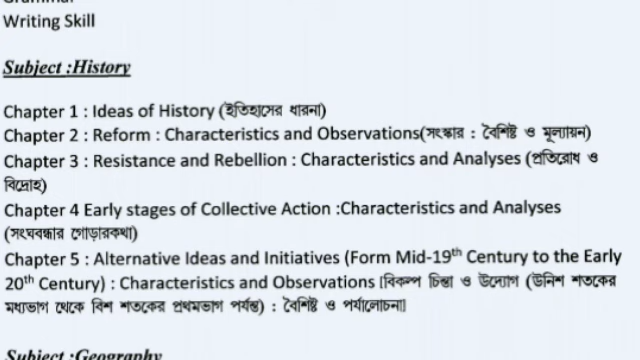 Grammar
Writing Skill
Subject :History
Chapter 1 : Ideas of History (ইতিহাসের ধারনা)
Chapter 2 : Reform : Characteristics and Observations(সংস্কার : বৈশিষ্ট ও মূল্যায়ন)
Chapter 3 : Resistance and Rebellion : Characteristics and Analyses (প্রতিরোধ ও
বিদ্রোহ)
Chapter 4 Early stages of Collective Action :Characteristics and Analyses
(সংঘবদ্ধার গোড়ারকথা)
Chapter 5 : Alternative Ideas and Initiatives (Form Mid-19th Century to the Early
20th Century) : Characteristics and Observations [বিকল্প চিন্তা ও উদ্যোগ (উনিশ শতকের
মধ্যভাগ থেকে বিশ শতকের প্রথমভাগ পর্যন্ত) : বৈশিষ্ট ও পর্যালোচনা]
Subject :Geography